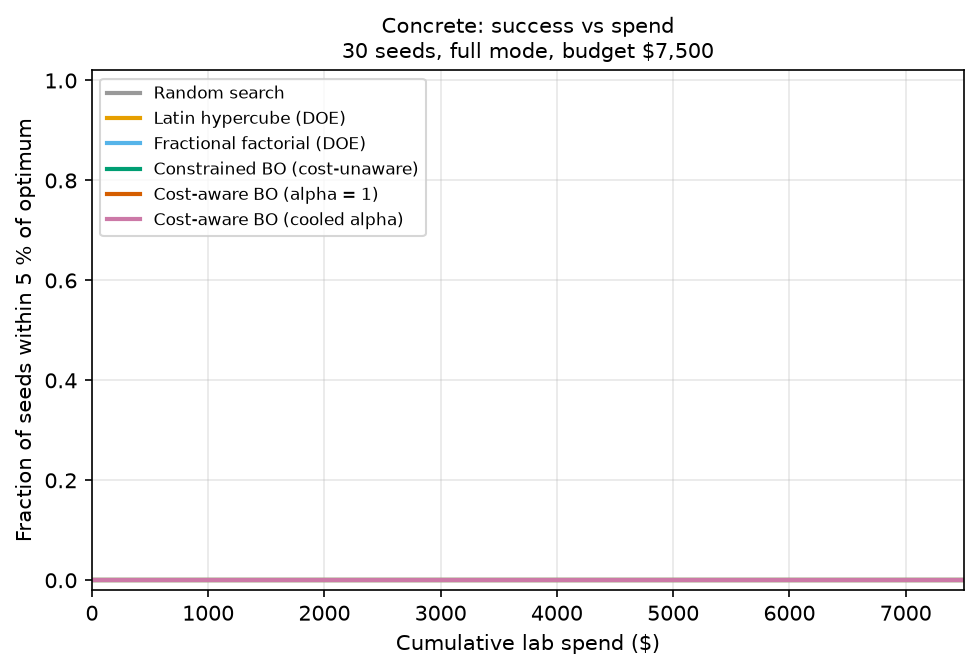 Concrete: success vs spend
30 seeds, full mode, budget $7,500
Random search
Latin hypercube (DOE)
Fractional factorial (DOE)
Constrained BO (cost-unaware)
Cost-aware BO (alpha = 1)
Cost-aware BO (cooled alpha)
Fraction of seeds within 5 % of optimum
1.0
0.8
0.6
0.4
0.2
0.0
0 1000 2000 3000 4000 5000 6000 7000
Cumulative lab spend ($)